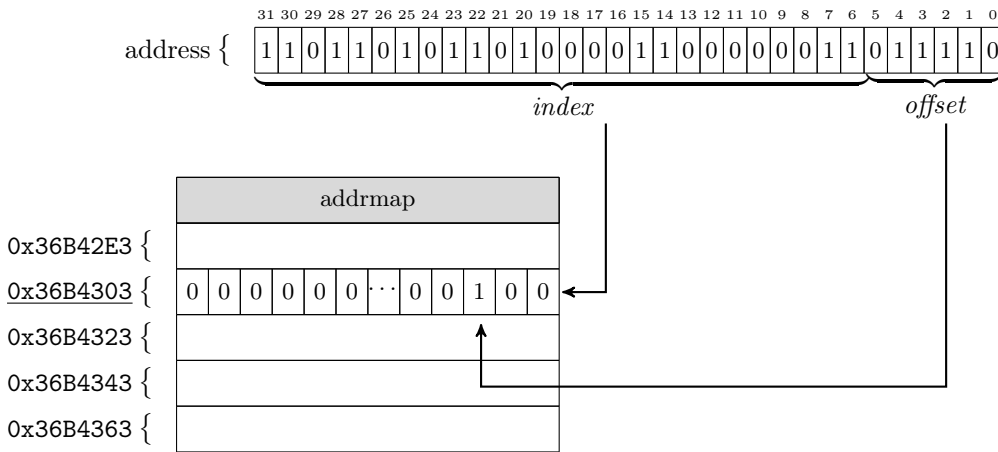 31 30 29 28 27 26 25 24 23 22 21 20 19 18 17 16 15 14 13 12 11 10 9 8 7 6 5 4 3 2 1 0
address { 1 1 0 1 1 0 1 0 1 1 0 1 0 0 0 0 1 1 0 0 0 0 0 0 1 1 0 1 1 1 1 0
index offset
addrmap
0x36B42E3 {
0x36B4303 { 0 0 0 0 0 0 ... 0 0 1 0 0
0x36B4323 {
0x36B4343 {
0x36B4363 {